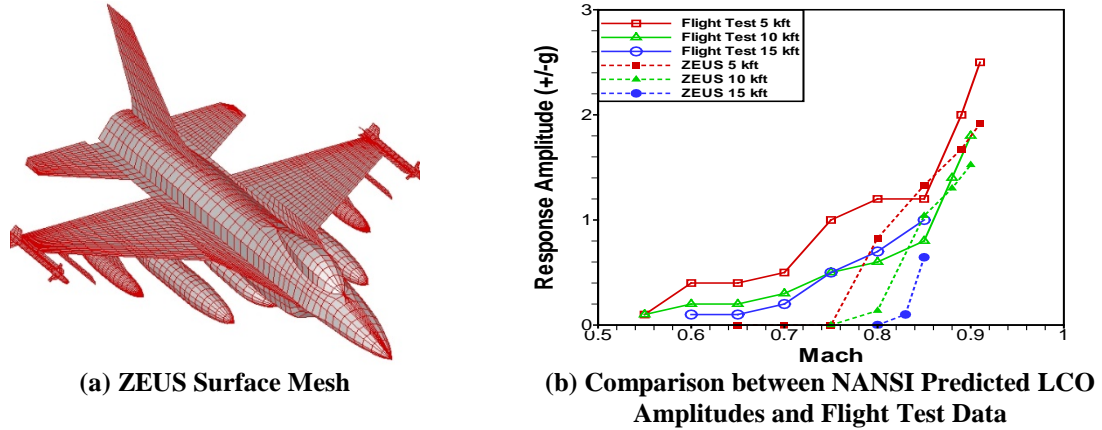 3
Flight Test 5 kft
Flight Test 10 kft
Flight Test 15 kft
ZEUS 5 kft
ZEUS 10 kft
ZEUS 15 kft
2
Response Amplitude (+/-g)
1
0
0.5 0.6 0.7 0.8 0.9 1
Mach
(a) ZEUS Surface Mesh
(b) Comparison between NANSI Predicted LCO
Amplitudes and Flight Test Data